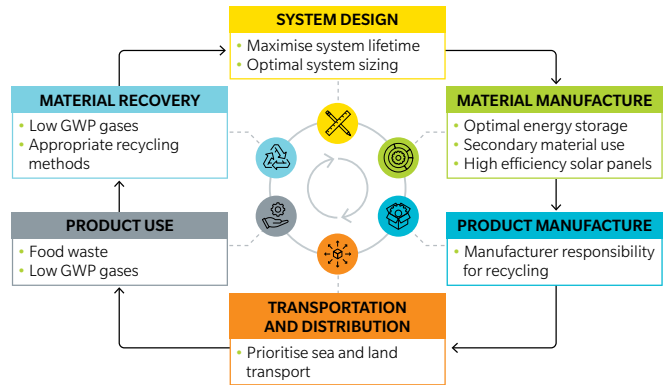 SYSTEM DESIGN
• Maximise system lifetime
• Optimal system sizing
MATERIAL MANUFACTURE
• Optimal energy storage
• Secondary material use
• High efficiency solar panels
PRODUCT MANUFACTURE
• Manufacturer responsibility
for recycling
TRANSPORTATION
AND DISTRIBUTION
• Prioritise sea and land
transport
PRODUCT USE
• Food waste
• Low GWP gases
MATERIAL RECOVERY
• Low GWP gases
• Appropriate recycling
methods